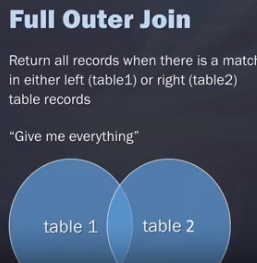 Full Outer Join
Return all records when there is a match
in either left (table1) or right (table2)
table records
“Give me everything”
table 1 table 2